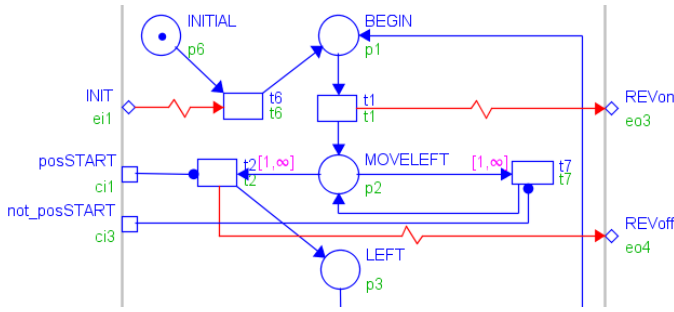 INITIAL
p6
BEGIN
p1
INIT
ei1
t6
t6
t1
t1
REVon
eo3
posSTART
ci1
t2
t2
[1,∞]
MOVELEFT
p2
[1,∞]
t7
t7
not_posSTART
ci3
REVoff
eo4
LEFT
p3